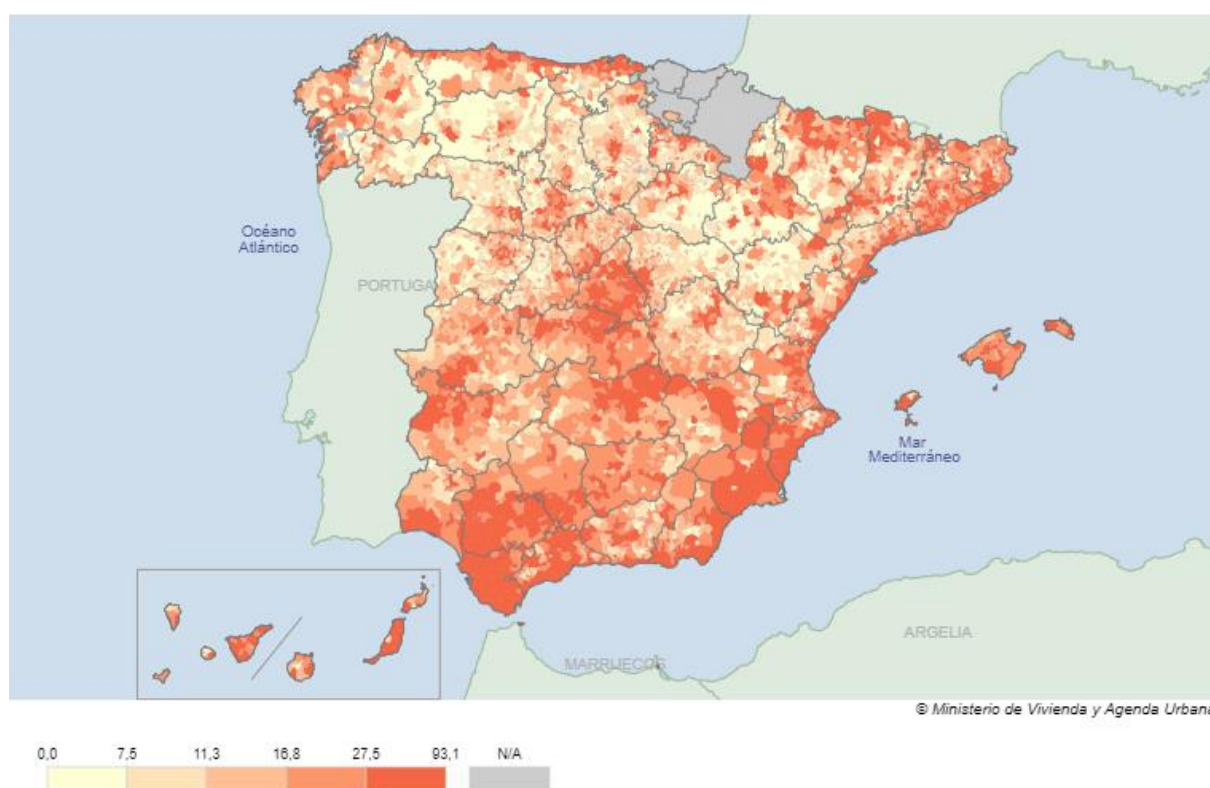 Océano
Atlántico
PORTUGA
Mar
Mediterráneo
ARGELIA
MARRUECOS
© Ministerio de Vivienda y Agenda Urbana
0,0 7,5 11,3 16,8 27,5 93,1 N/A